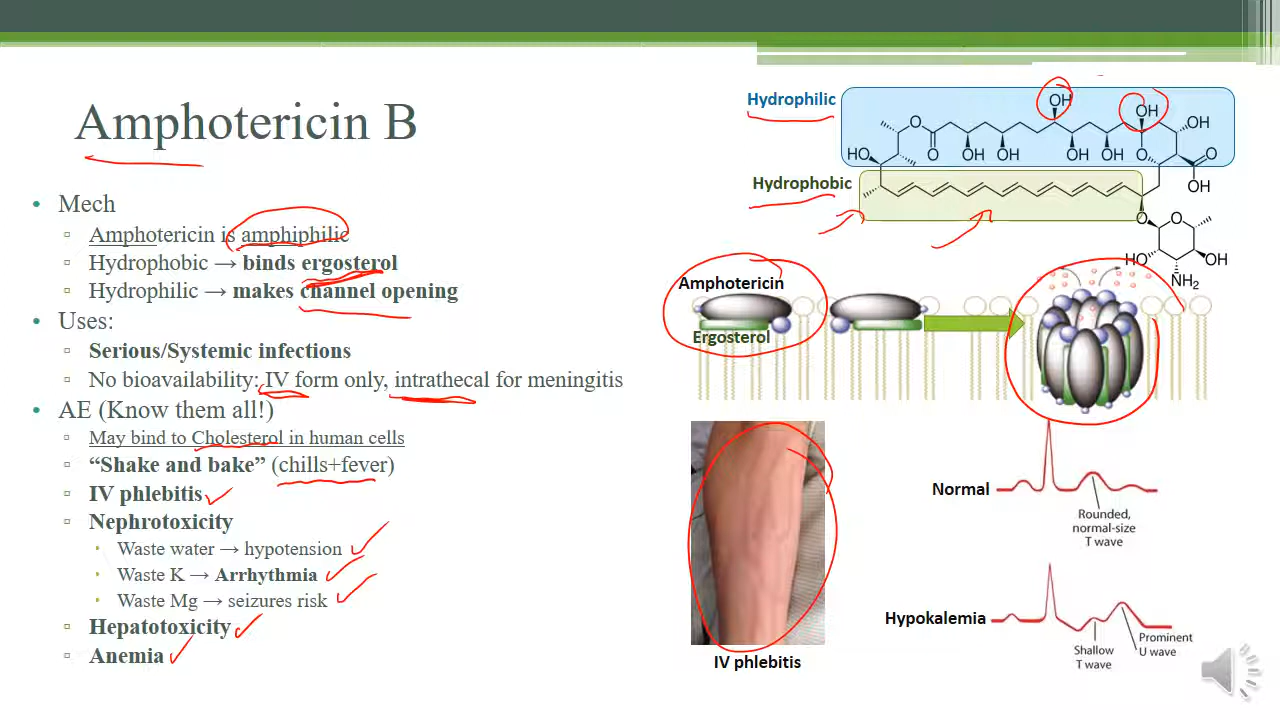 Amphotericin B
Mech
Amphotericin is amphiphilic
Hydrophobic → binds ergosterol
Hydrophilic → makes channel opening
Uses:
Serious/Systemic infections
No bioavailability: IV form only, intrathecal for meningitis
AE (Know them all!)
May bind to Cholesterol in human cells
“Shake and bake” (chills+fever)
IV phlebitis
Nephrotoxicity
Waste water → hypotension
Waste K → Arrhythmia
Waste Mg → seizures risk
Hepatotoxicity
Anemia
Hydrophilic
OH
OH
O
OH
HO
O
OH
OH
OH
OH
O
O
OH
Hydrophobic
O
O
HO
OH
NH2
Amphotericin
Ergosterol
IV phlebitis
Normal
Rounded,
normal-size
T wave
Hypokalemia
Shallow
T wave
Prominent
U wave